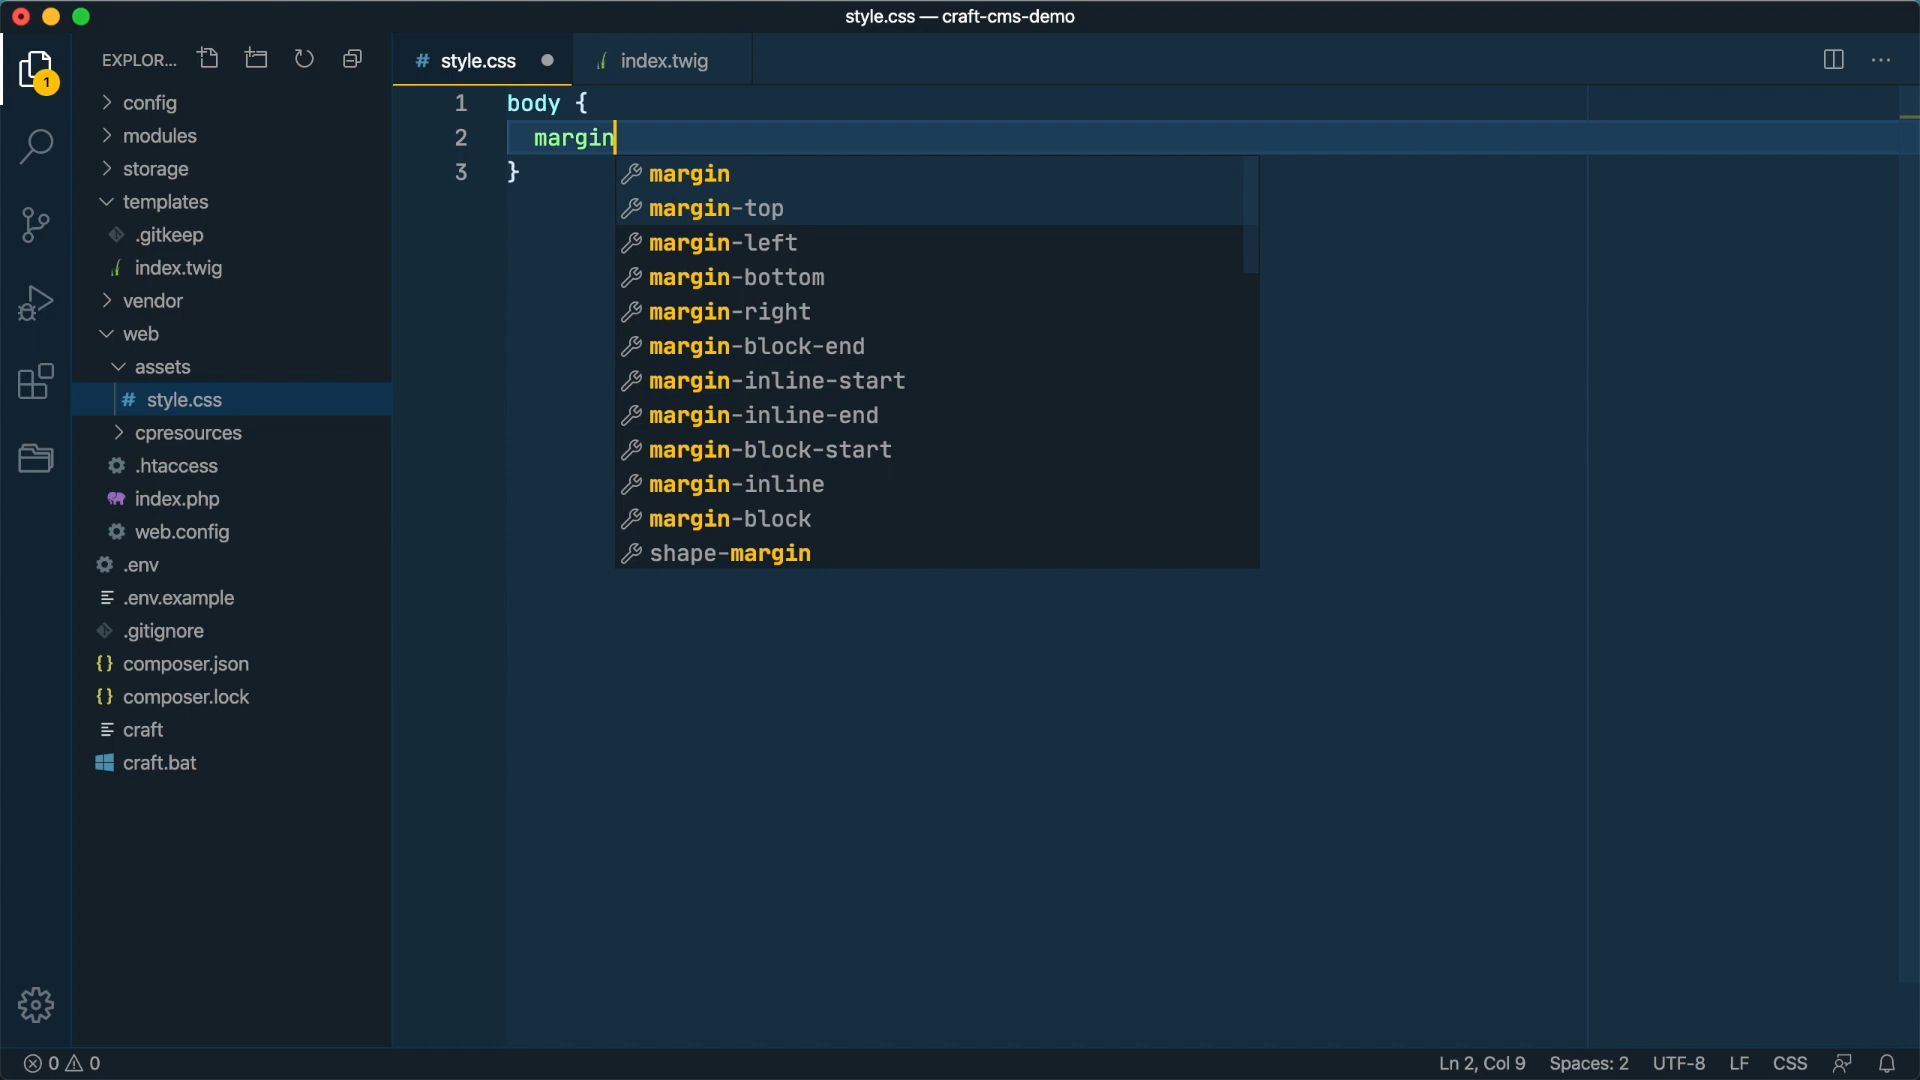 style.css — craft-cms-demo
EXPLOR...
# style.css
index.twig
1
config
modules
storage
templates
.gitkeep
index.twig
vendor
web
assets
# style.css
cpresources
.htaccess
index.php
web.config
.env
.env.example
.gitignore
{} composer.json
{} composer.lock
craft
craft.bat
1 body {
2 margin
3 }
margin
margin-top
margin-left
margin-bottom
margin-right
margin-block-end
margin-inline-start
margin-inline-end
margin-block-start
margin-inline
margin-block
shape-margin
0 0
Ln 2, Col 9 Spaces: 2 UTF-8 LF CSS